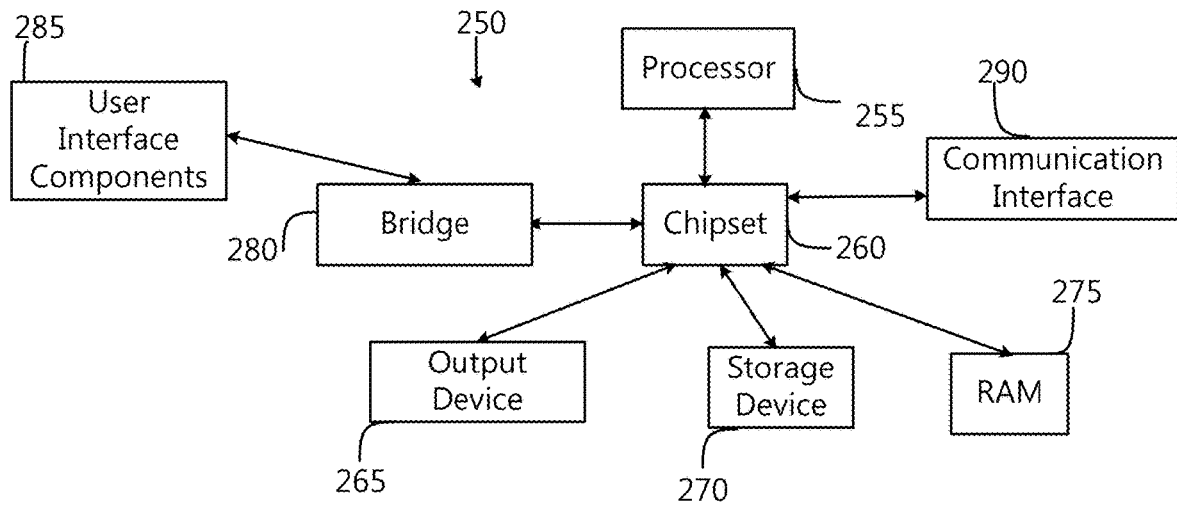 285
250
Processor
290
User
Interface
Components
255
Communication
Interface
Bridge
Chipset
280
260
275
Output
Device
Storage
Device
RAM
265
270